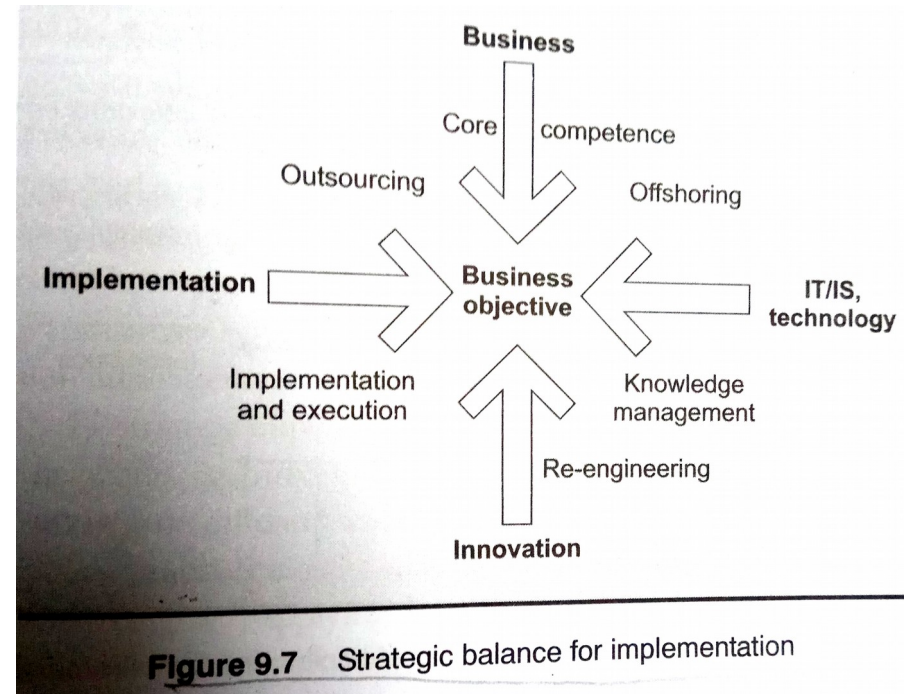 Business
Core competence
Outsourcing
Offshoring
Implementation
Business
objective
IT/IS,
technology
Implementation
and execution
Knowledge
management
Re-engineering
Innovation
Figure 9.7 Strategic balance for implementation